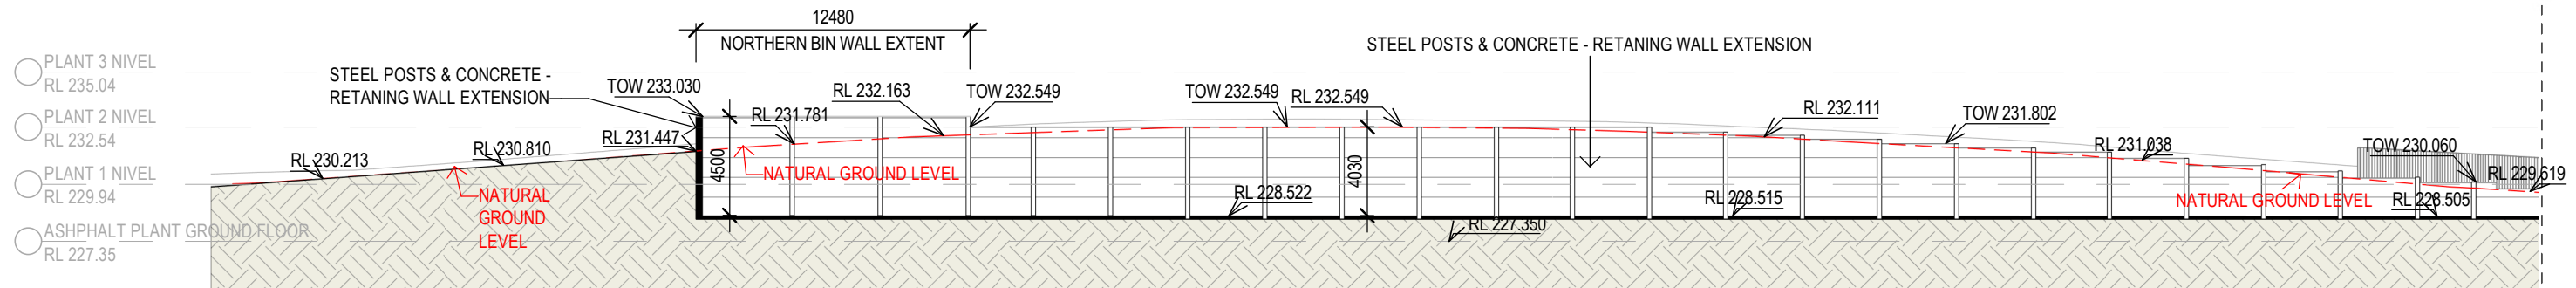 12480
NORTHERN BIN WALL EXTENT
STEEL POSTS & CONCRETE - RETANING WALL EXTENSION
PLANT 3 NIVEL
RL 235.04
STEEL POSTS & CONCRETE -
RETANING WALL EXTENSION
TOW 233.030
RL 232.163
TOW 232.549
TOW 232.549
RL 232.549
RL 232.111
TOW 231.802
PLANT 2 NIVEL
RL 232.54
RL 231.781
RL 231.447
RL 230.810
RL 230.213
RL 231.038
TOW 230.060
PLANT 1 NIVEL
RL 229.94
4500
NATURAL GROUND LEVEL
4030
RL 229.619
NATURAL
GROUND
LEVEL
RL 228.522
RL 228.515
NATURAL GROUND LEVEL
RL 228.505
ASHPHALT PLANT GROUND FLOOR
RL 227.35
RL 227.350